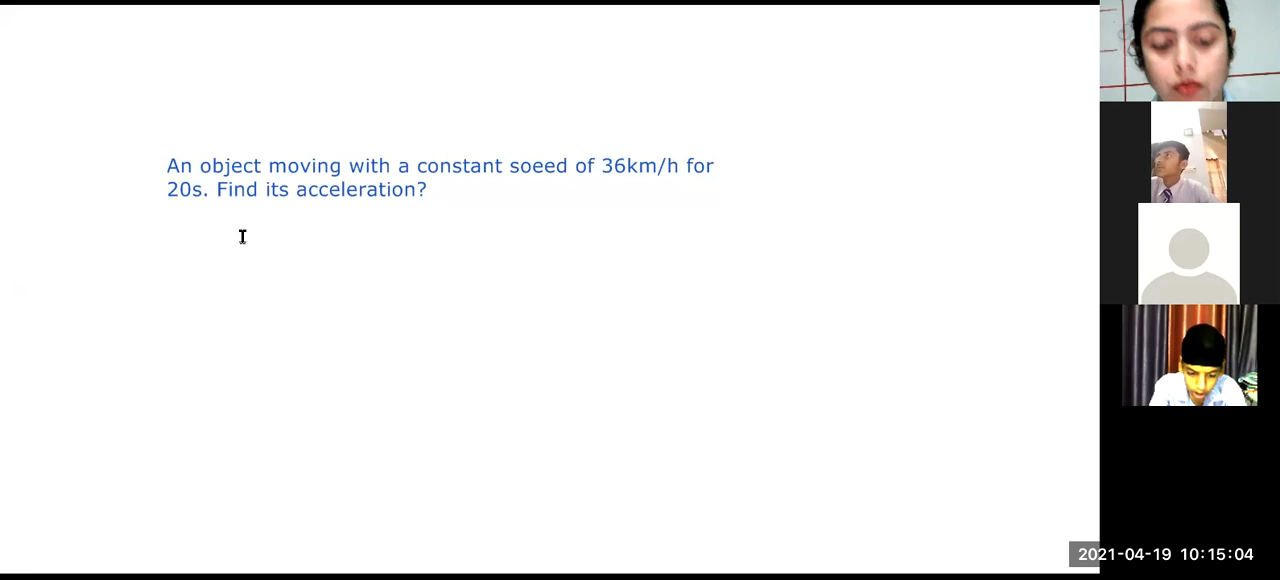 An object moving with a constant soeed of 36km/h for
20s. Find its acceleration?
2021-04-19 10:15:04